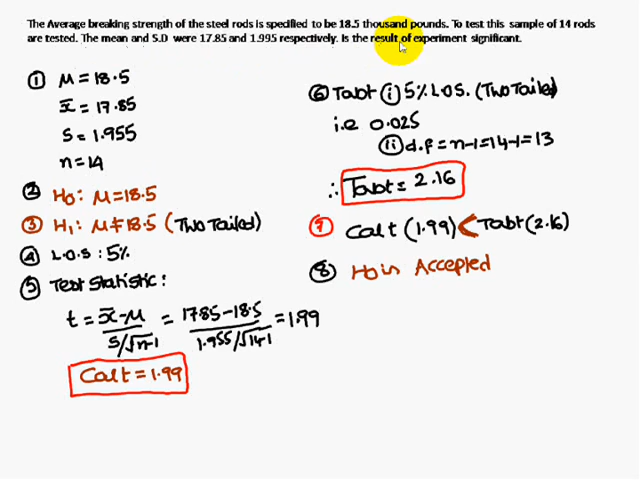 The Average breaking strength of the steel rods is specified to be 18.5 thousand pounds. To test this sample of 14 rods
are tested. The mean and S.D were 17.85 and 1.995 respectively. Is the result of experiment significant.
① μ = 18.5
x̄ = 17.85
S = 1.955
n = 14
② H₀: μ = 18.5
③ H₁: μ ≠ 18.5 (Two Tailed)
④ L.O.S : 5%
⑤ Test Statistic :
t = x̄-μ / S/√n-1 = 17.85-18.5 / 1.955/√14-1 = 1.99
Cal t = 1.99
⑥ Tabt ⓘ 5% L.O.S. (Two Tailed)
i.e 0.025
ⓘⓘ d.f = n-1 = 14-1 = 13
∴ Tabt = 2.16
⑦ Cal t (1.99) < Tabt (2.16)
⑧ H₀ is Accepted